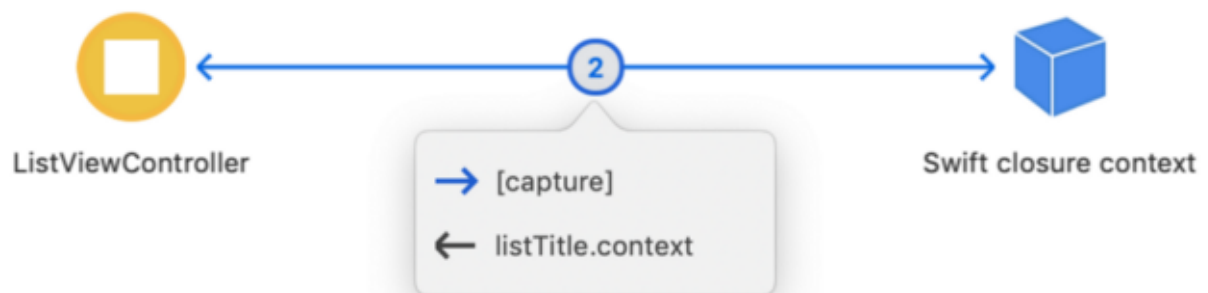 2
ListViewController
Swift closure context
[capture]
listTitle.context